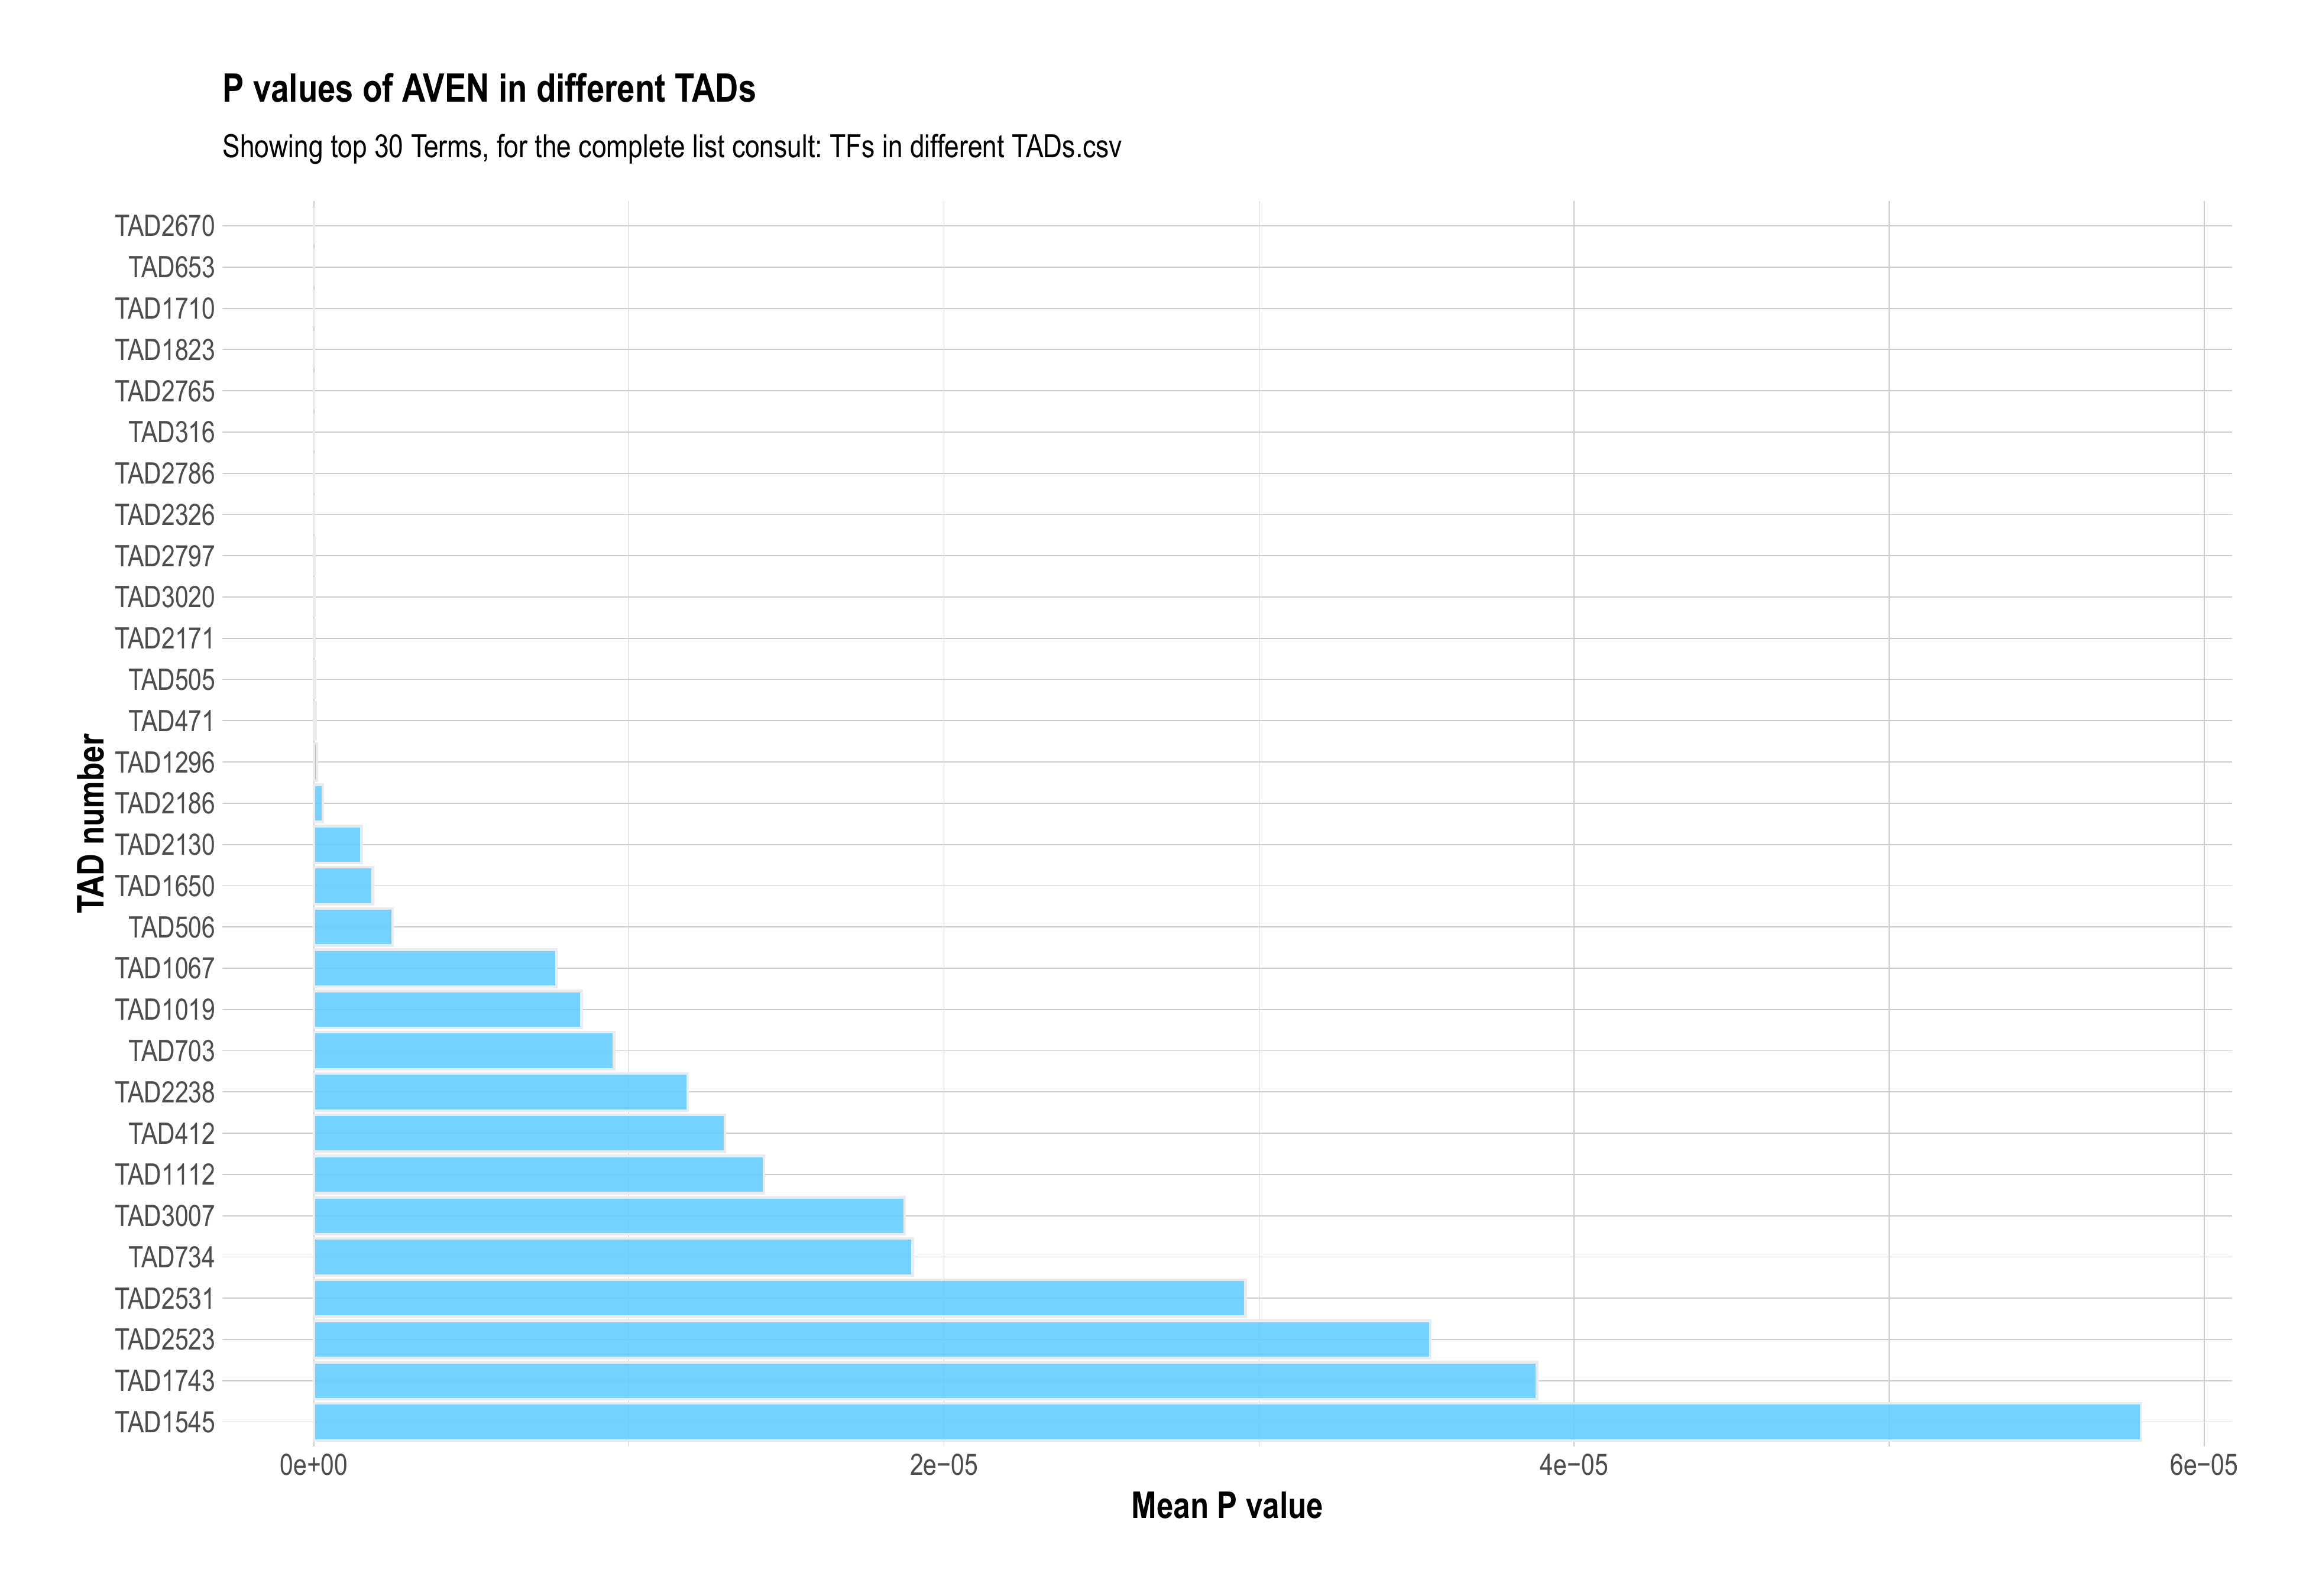 P values of AVEN in different TADs
Showing top 30 Terms, for the complete list consult: TFs in different TADs.csv
TAD number
TAD2670
TAD653
TAD1710
TAD1823
TAD2765
TAD316
TAD2786
TAD2326
TAD2797
TAD3020
TAD2171
TAD505
TAD471
TAD1296
TAD2186
TAD2130
TAD1650
TAD506
TAD1067
TAD1019
TAD703
TAD2238
TAD412
TAD1112
TAD3007
TAD734
TAD2531
TAD2523
TAD1743
TAD1545
0e+00 2e−05 4e−05 6e−05
Mean P value